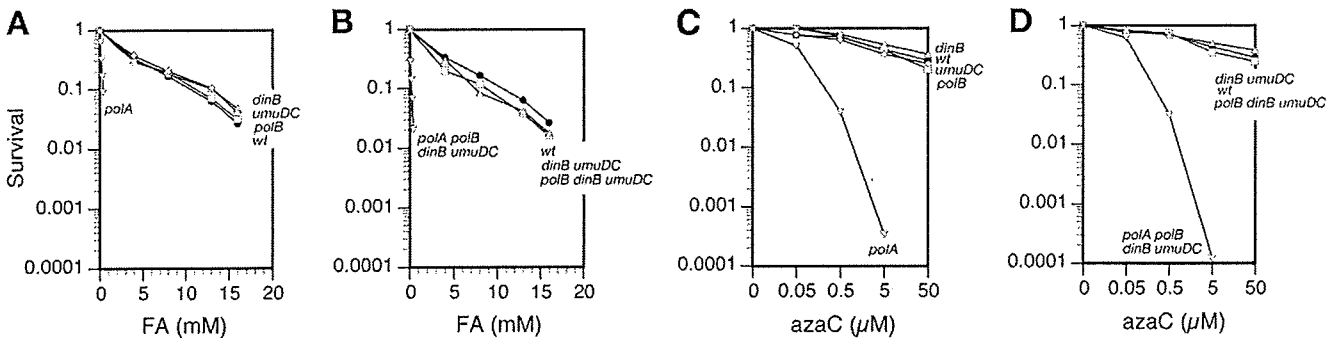 A
Survival
1
0.1
0.01
0.001
0.0001
polA
dinB
umuDC
polB
wt
0 5 10 15 20
FA (mM)
B
1
0.1
0.01
0.001
0.0001
polA polB
dinB umuDC
wt
dinB umuDC
polB dinB umuDC
0 5 10 15 20
FA (mM)
C
1
0.1
0.01
0.001
0.0001
dinB
wt
umuDC
polB
polA
0 0.05 0.5 5 50
azaC (µM)
D
1
0.1
0.01
0.001
0.0001
dinB umuDC
wt
polB dinB umuDC
polA polB
dinB umuDC
0 0.05 0.5 5 50
azaC (µM)